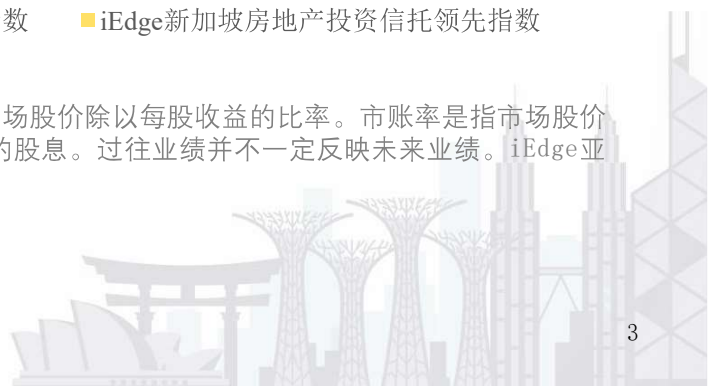 数 iEdge新加坡房地产投资信托领先指数
场股价除以每股收益的比率。市账率是指市场股价
的股息。过往业绩并不一定反映未来业绩。iEdge亚
3